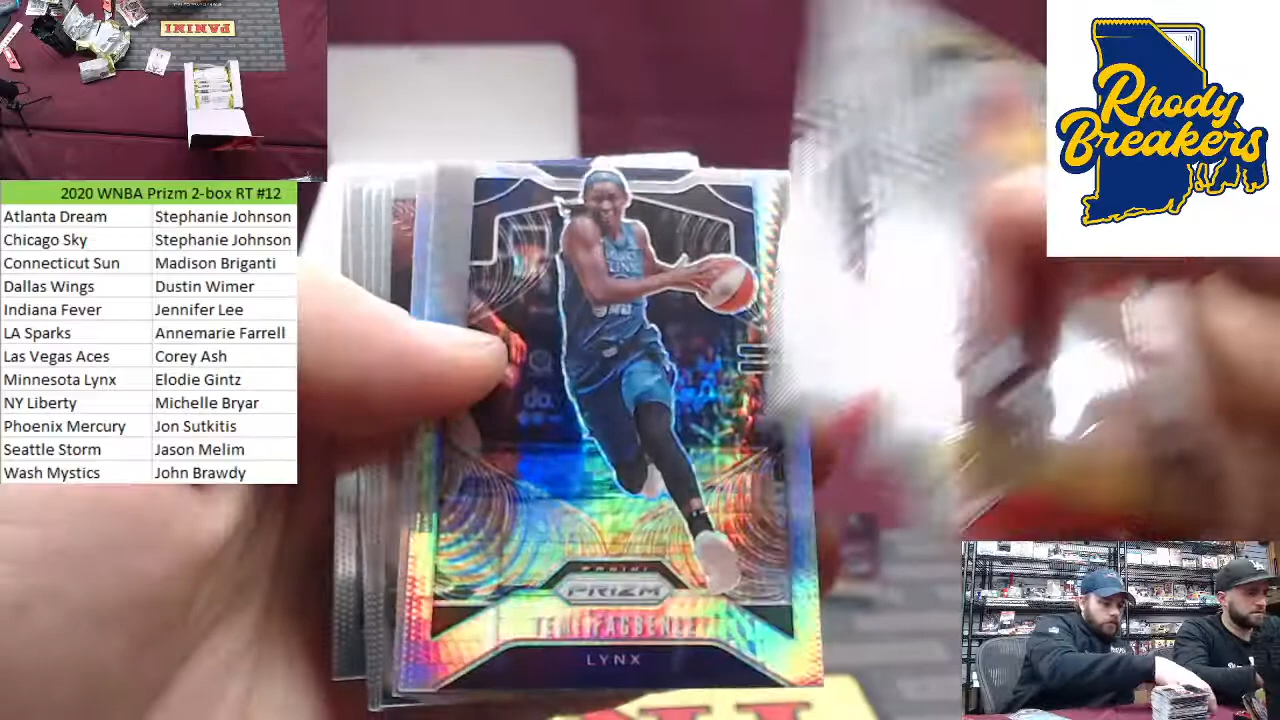 PANINI
Rhody
Breakers
2020 WNBA Prizm 2-box RT #12
Atlanta Dream Stephanie Johnson
Chicago Sky Stephanie Johnson
Connecticut Sun Madison Briganti
Dallas Wings Dustin Wimer
Indiana Fever Jennifer Lee
LA Sparks Annemarie Farrell
Las Vegas Aces Corey Ash
Minnesota Lynx Elodie Gintz
NY Liberty Michelle Bryar
Phoenix Mercury Jon Sutkitis
Seattle Storm Jason Melim
Wash Mystics John Brawdy
PANINI
PRIZM
LYNX